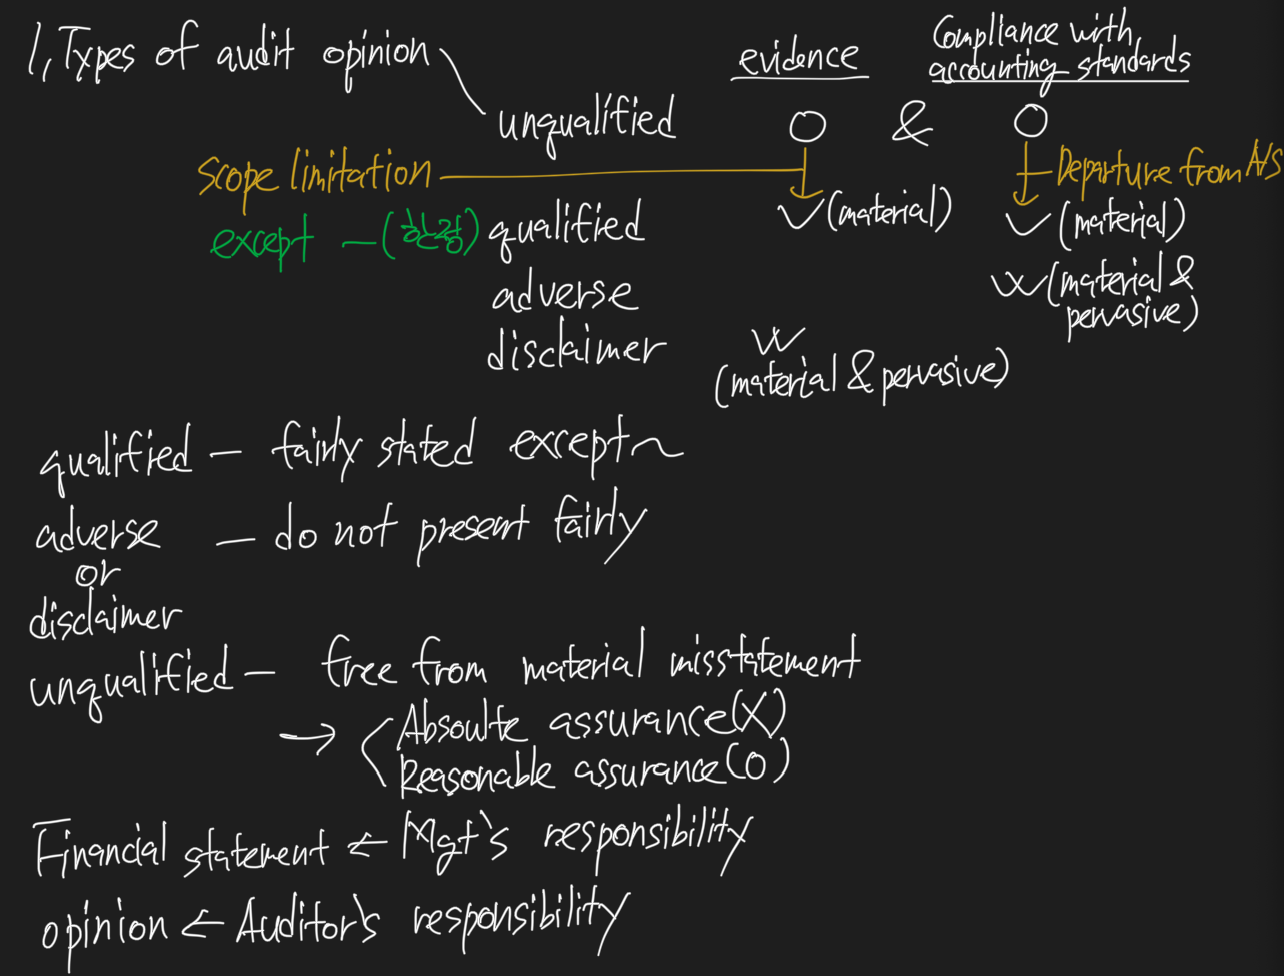 1, Types of audit opinion
evidence
Compliance with
accounting standards
unqualified O & O
scope limitation
Departure from A/S
except - (한정) qualified V (material) V (material)
adverse W (material &
pervasive)
disclaimer W
(material & pervasive)
qualified - fairly stated except ~
adverse - do not present fairly
or
disclaimer
unqualified - free from material misstatement
→ < Absoulte assurance (X)
Reasonable assurance (O)
Financial statement ← Mgt's responsibility
opinion ← Auditor's responsibility